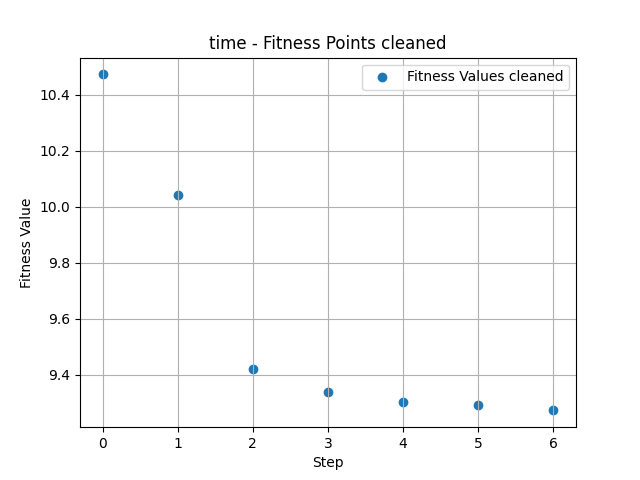 time - Fitness Points cleaned
Fitness Values cleaned
10.4
10.2
10.0
9.8
9.6
9.4
Fitness Value
0 1 2 3 4 5 6
Step